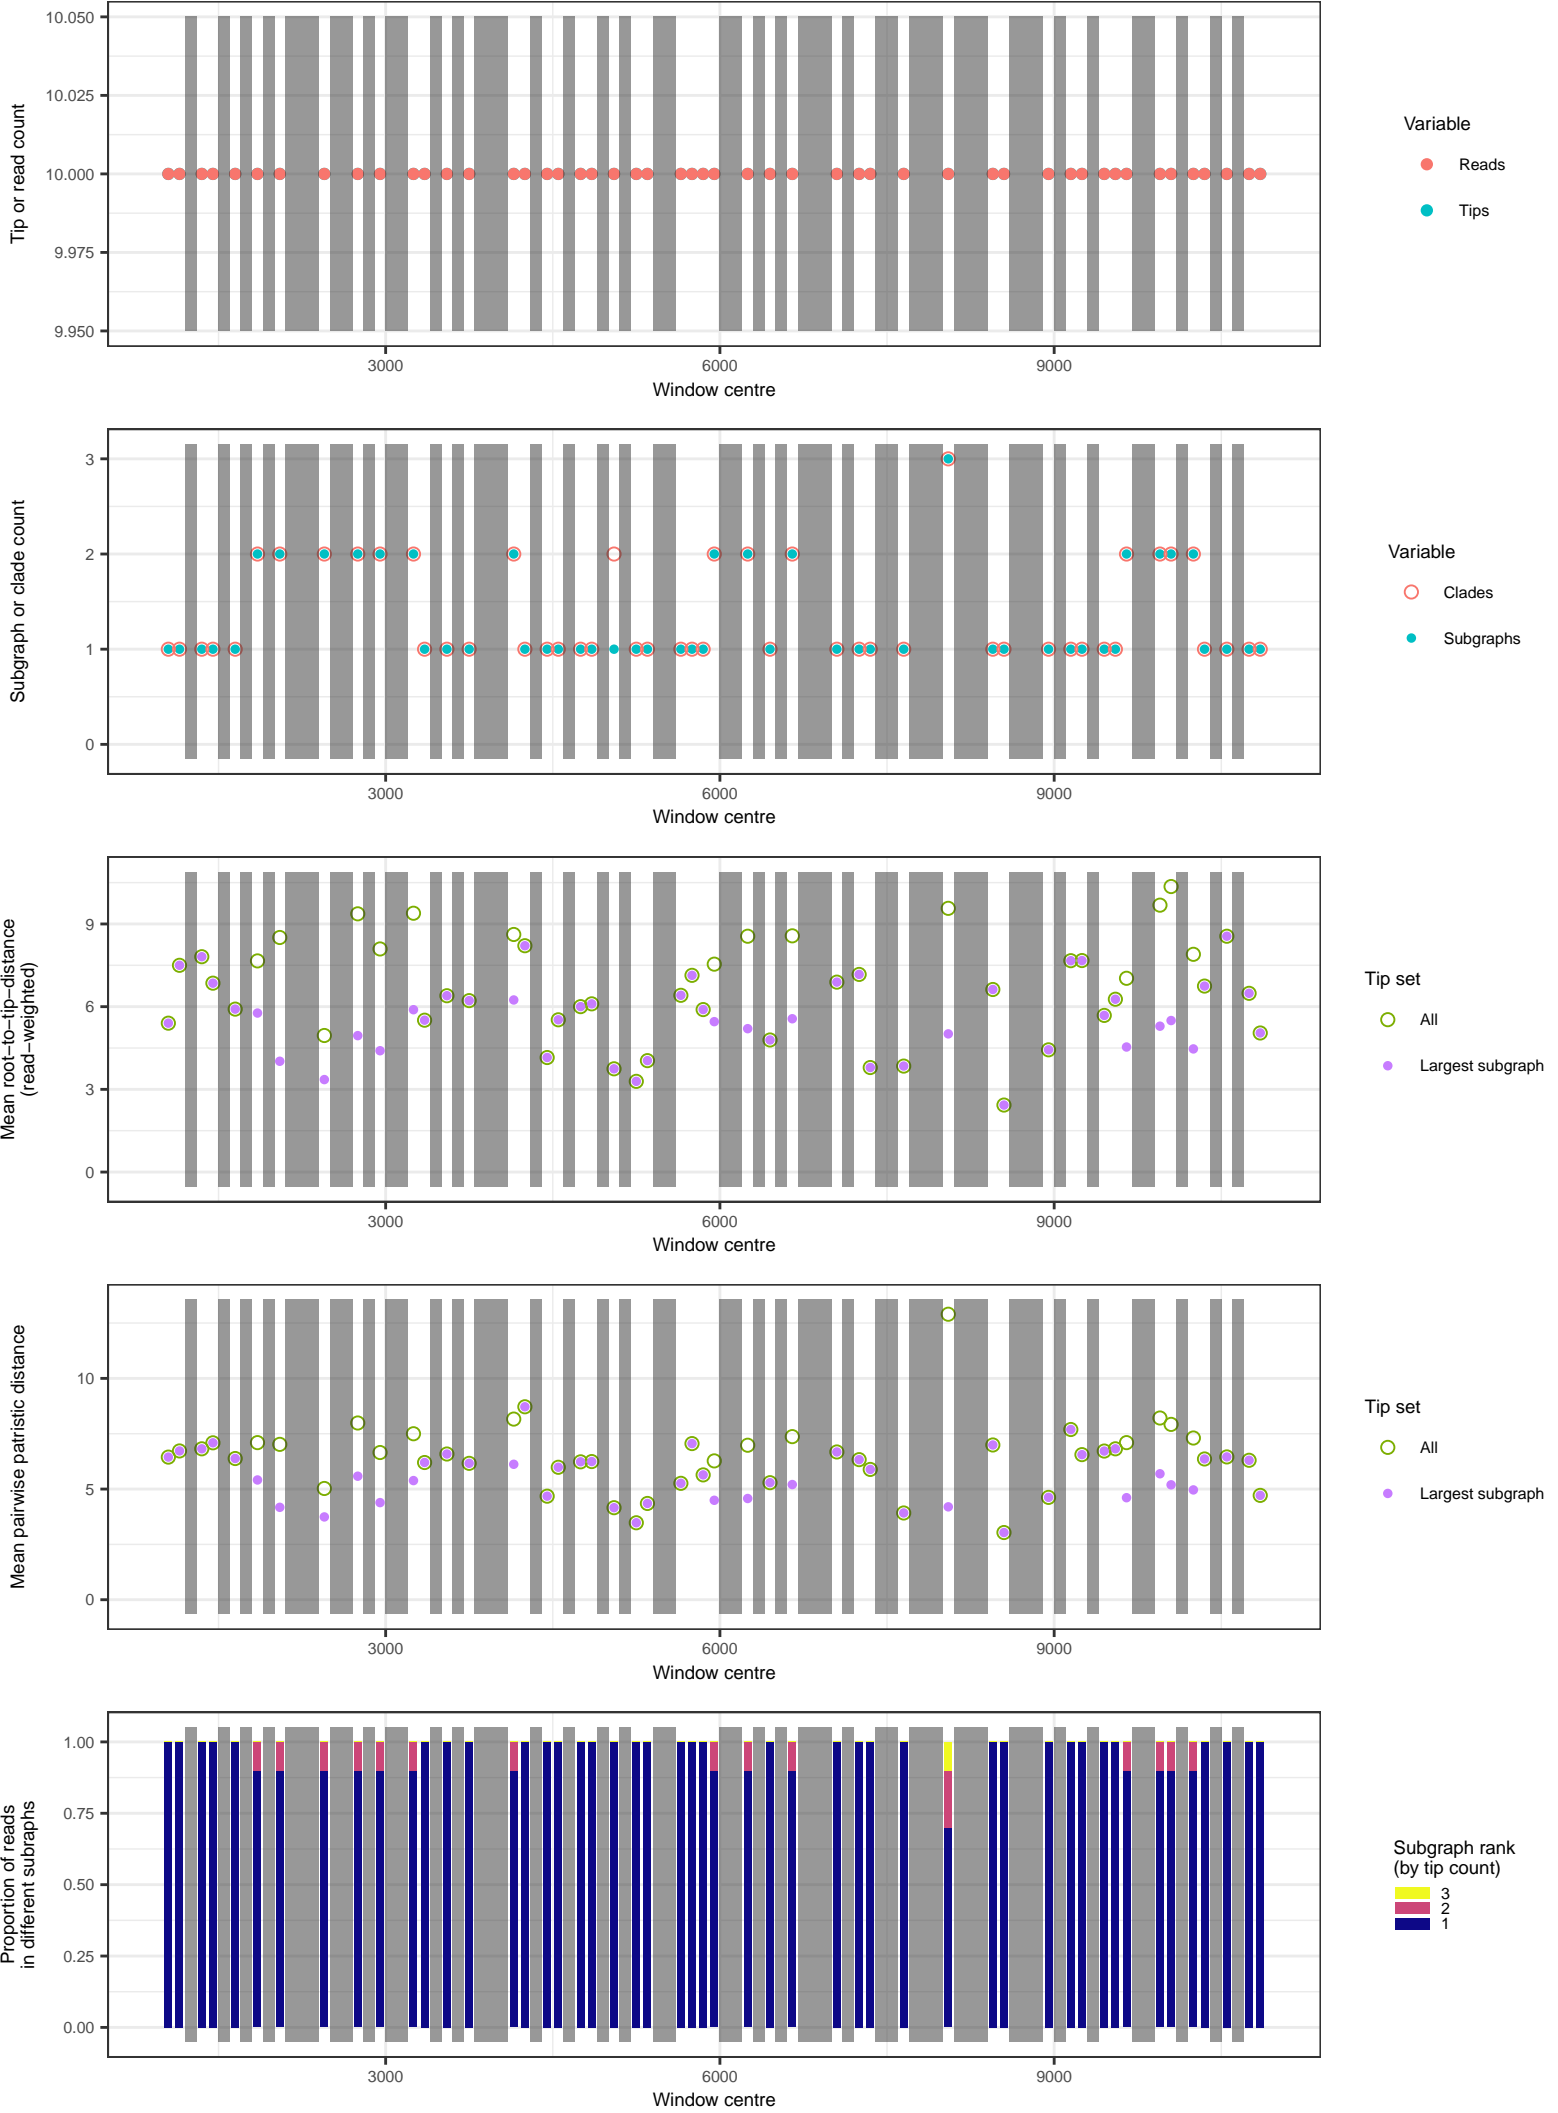 10.050
10.025
10.000
9.975
9.950
Tip or read count
3000
6000
9000
Window centre
Variable
Reads
Tips
3
2
1
0
Subgraph or clade count
3000
6000
9000
Window centre
Variable
Clades
Subgraphs
9
6
3
0
Mean root−to−tip−distance
(read−weighted)
3000
6000
9000
Window centre
Tip set
All
Largest subgraph
10
5
0
Mean pairwise patristic distance
3000
6000
9000
Window centre
Tip set
All
Largest subgraph
1.00
0.75
0.50
0.25
0.00
Proportion of reads
in different subraphs
3000
6000
9000
Window centre
Subgraph rank
(by tip count)
3
2
1